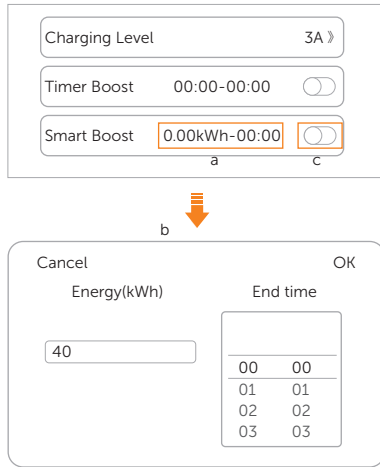 Charging Level 3A 》
Timer Boost 00:00-00:00
Smart Boost 0.00kWh-00:00
a c
b
Cancel OK
Energy(kWh) End time
40
00 00
01 01
02 02
03 03